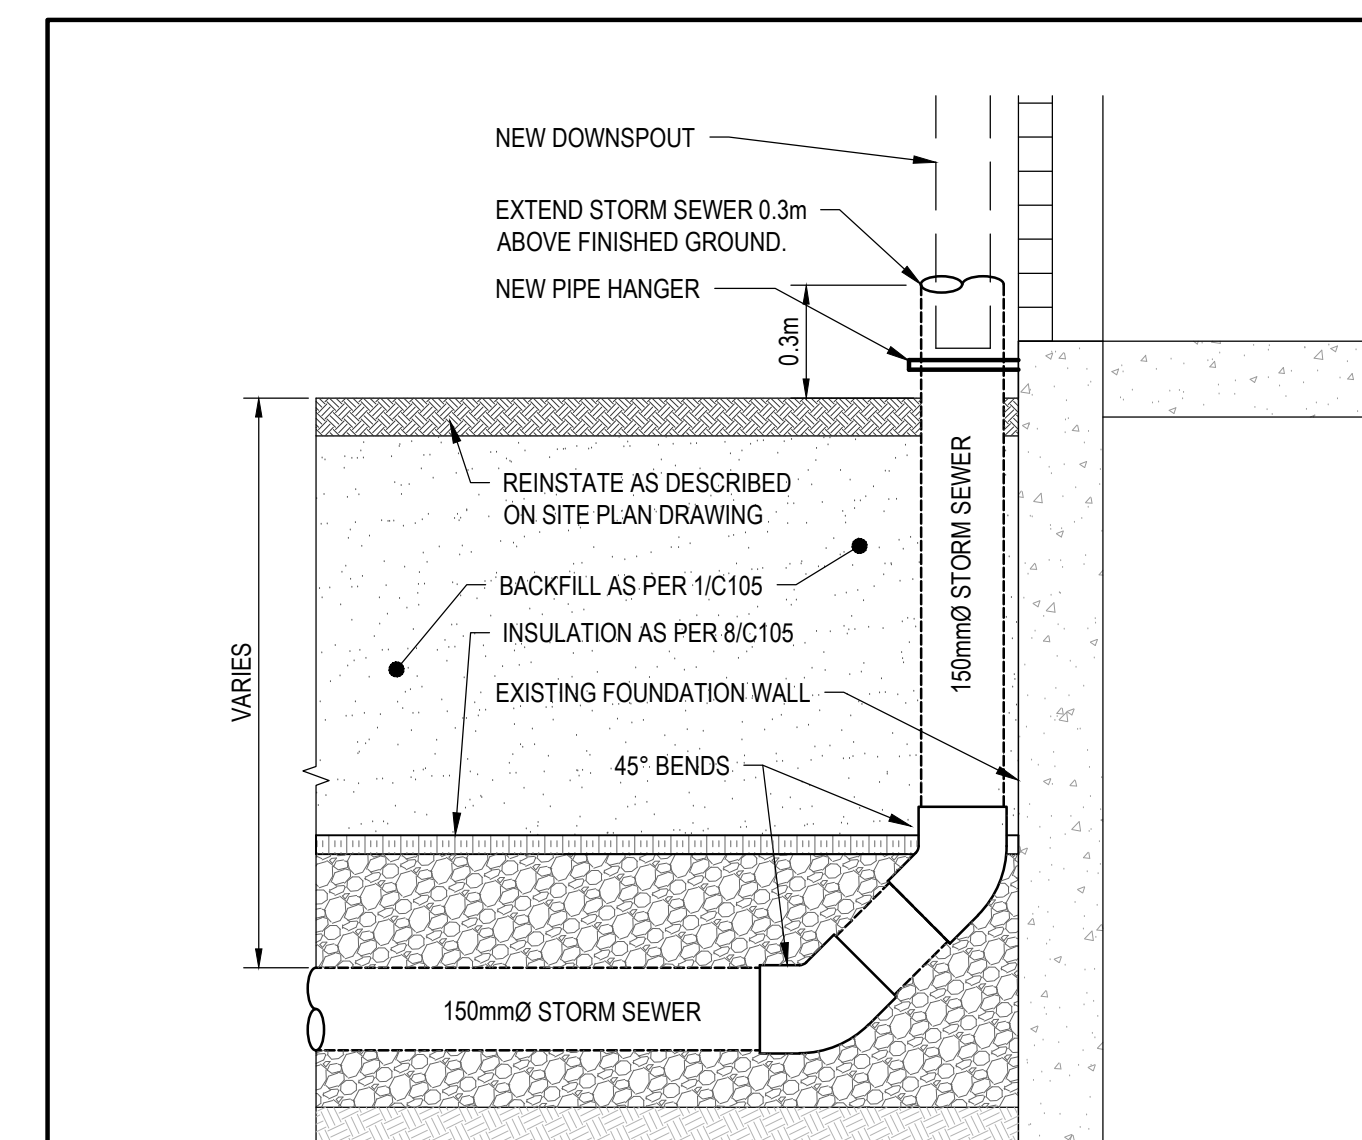 NEW DOWNSPOUT
EXTEND STORM SEWER 0.3m
ABOVE FINISHED GROUND.
NEW PIPE HANGER
0.3m
REINSTATE AS DESCRIBED
ON SITE PLAN DRAWING
BACKFILL AS PER 1/C105
INSULATION AS PER 8/C105
EXISTING FOUNDATION WALL
45° BENDS
VARIES
150mmØ STORM SEWER
150mmØ STORM SEWER